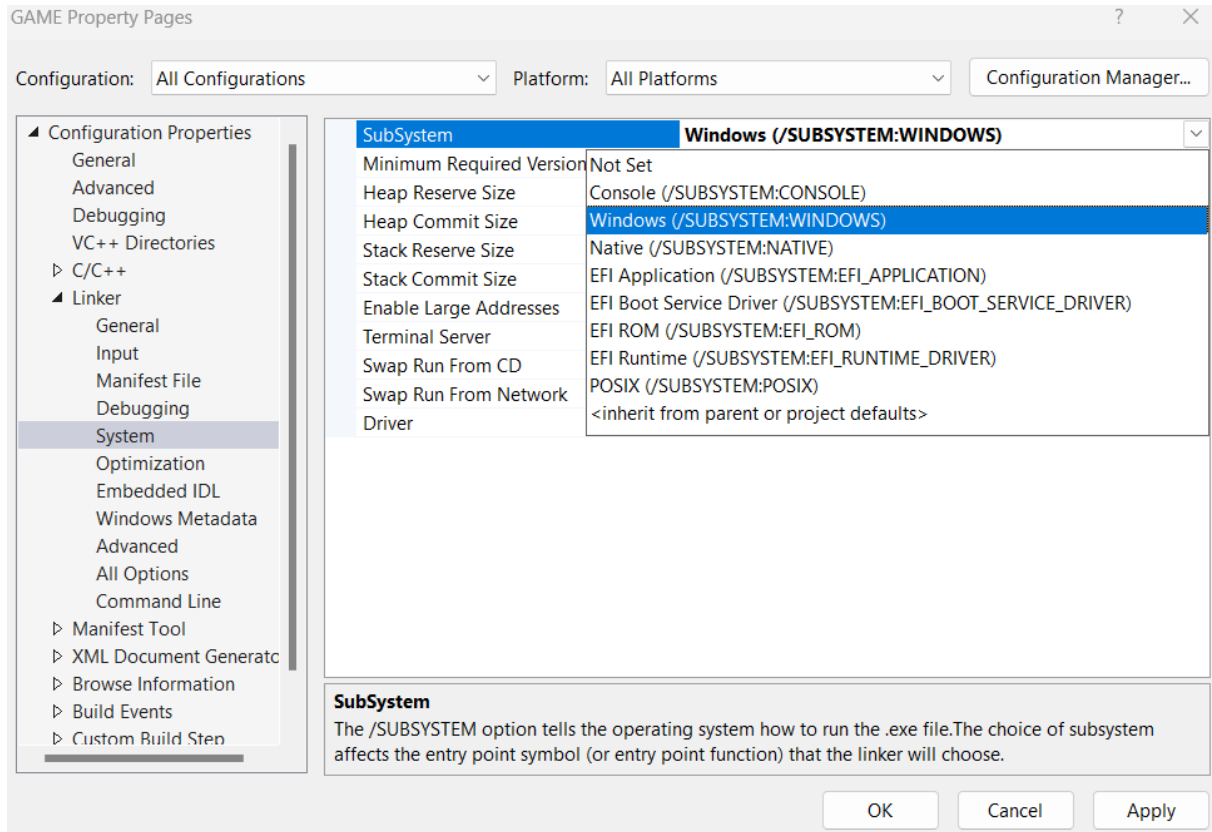 GAME Property Pages
?
Configuration: All Configurations Platform: All Platforms Configuration Manager...
Configuration Properties
General
Advanced
Debugging
VC++ Directories
C/C++
Linker
General
Input
Manifest File
Debugging
System
Optimization
Embedded IDL
Windows Metadata
Advanced
All Options
Command Line
Manifest Tool
XML Document Generato
Browse Information
Build Events
Custom Build Step
SubSystem Windows (/SUBSYSTEM:WINDOWS)
Minimum Required Version
Heap Reserve Size
Heap Commit Size
Stack Reserve Size
Stack Commit Size
Enable Large Addresses
Terminal Server
Swap Run From CD
Swap Run From Network
Driver
Not Set
Console (/SUBSYSTEM:CONSOLE)
Windows (/SUBSYSTEM:WINDOWS)
Native (/SUBSYSTEM:NATIVE)
EFI Application (/SUBSYSTEM:EFI_APPLICATION)
EFI Boot Service Driver (/SUBSYSTEM:EFI_BOOT_SERVICE_DRIVER)
EFI ROM (/SUBSYSTEM:EFI_ROM)
EFI Runtime (/SUBSYSTEM:EFI_RUNTIME_DRIVER)
POSIX (/SUBSYSTEM:POSIX)
<inherit from parent or project defaults>
SubSystem
The /SUBSYSTEM option tells the operating system how to run the .exe file.The choice of subsystem
affects the entry point symbol (or entry point function) that the linker will choose.
OK Cancel Apply